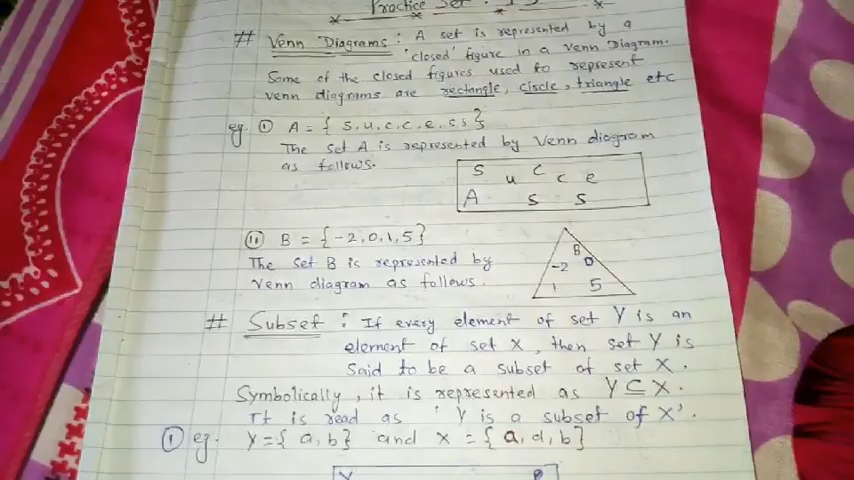 Practice Set
## Venn Diagrams : A set is represented by a
'closed' figure in a Venn Diagram.
Some of the closed figures used to represent
venn diagrams are rectangle, circle, triangle etc
eg. ① A = { s, u, c, c, e, s, s }
The set A is represented by Venn diagram
as follows.
s u c c e
A s s
(ii) B = {-2, 0, 1, 5}
The set B is represented by
venn diagram as follows.
B
-2 0
1 5
## Subset : If every element of set Y is an
element of set X, then set Y is
said to be a subset of set X.
Symbolically, it is represented as Y ⊆ X.
It is read as 'Y is a subset of X'.
① eg. Y = { a, b } and X = { a, d, b }